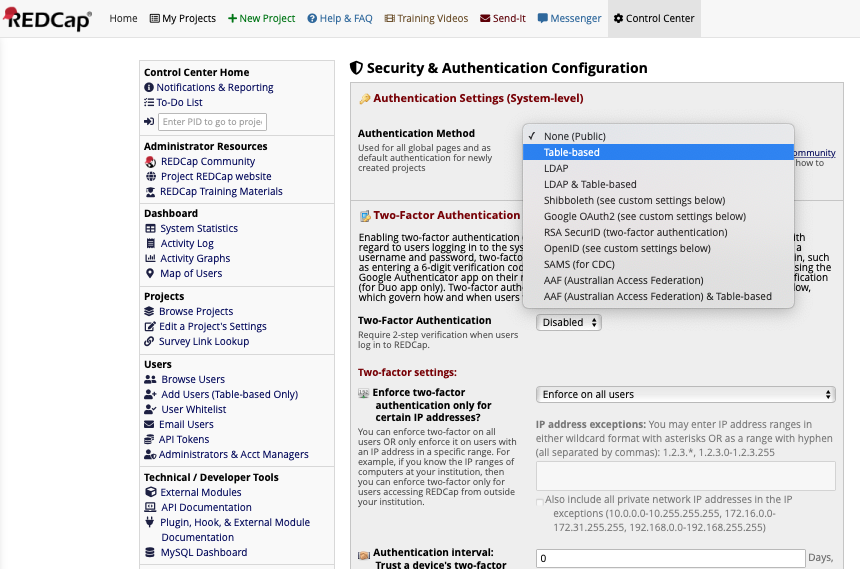 REDCap
Home
My Projects
New Project
Help & FAQ
Training Videos
Send-It
Messenger
Control Center
Control Center Home
Notifications & Reporting
To-Do List
Enter PID to go to proje
Administrator Resources
REDCap Community
Project REDCap website
REDCap Training Materials
Dashboard
System Statistics
Activity Log
Activity Graphs
Map of Users
Projects
Browse Projects
Edit a Project's Settings
Survey Link Lookup
Users
Browse Users
Add Users (Table-based Only)
User Whitelist
Email Users
API Tokens
Administrators & Acct Managers
Technical / Developer Tools
External Modules
API Documentation
Plugin, Hook, & External Module
Documentation
MySQL Dashboard
Security & Authentication Configuration
Authentication Settings (System-level)
Authentication Method
Used for all global pages and as
default authentication for newly
created projects
✓ None (Public)
Table-based
LDAP
LDAP & Table-based
Shibboleth (see custom settings below)
Google OAuth2 (see custom settings below)
RSA SecurID (two-factor authentication)
OpenID (see custom settings below)
SAMS (for CDC)
AAF (Australian Access Federation)
AAF (Australian Access Federation) & Table-based
ommunity
how to
Two-Factor Authentication
Enabling two-factor authentication
regard to users logging in to the sys
a
username and password, two-facto
in, such
as entering a 6-digit verification cod
sing the
Google Authenticator app on their
fication
(for Duo app only). Two-factor auth
low,
which govern how and when users
Two-Factor Authentication
Require 2-step verification when users
log in to REDCap.
Disabled
Two-factor settings:
Enforce two-factor
authentication only for
certain IP addresses?
You can enforce two-factor on all
users OR only enforce it on users with
an IP address in a specific range. For
example, if you know the IP ranges of
computers at your institution, then
you can enforce two-factor only for
users accessing REDCap from outside
your institution.
Enforce on all users
IP address exceptions: You may enter IP address ranges in
either wildcard format with asterisks OR as a range with hyphen
(all separated by commas): 1.2.3.*, 1.2.3.0-1.2.3.255
Also include all private network IP addresses in the IP
exceptions (10.0.0.0-10.255.255.255, 172.16.0.0-
172.31.255.255, 192.168.0.0-192.168.255.255)
Authentication interval:
Trust a device's two-factor
0
Days,